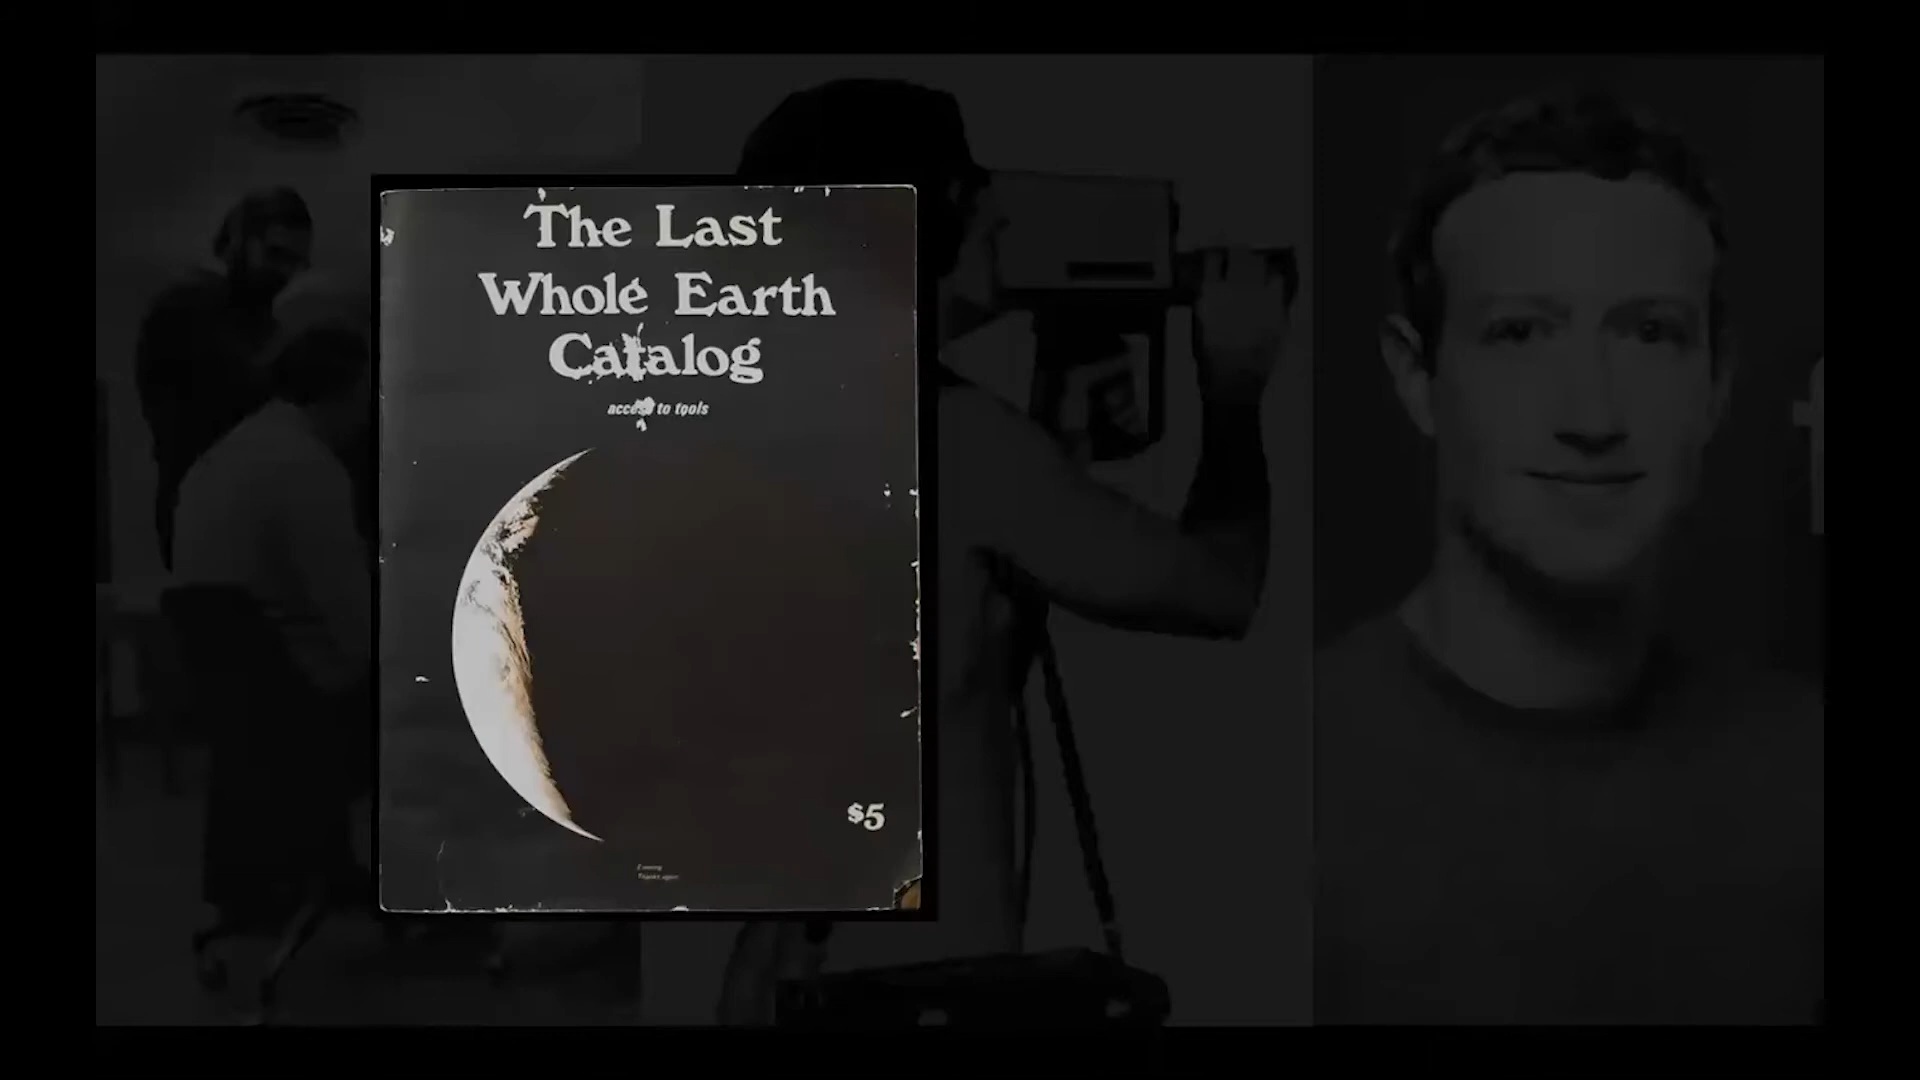 The Last
Whole Earth
Catalog
access to tools
$5